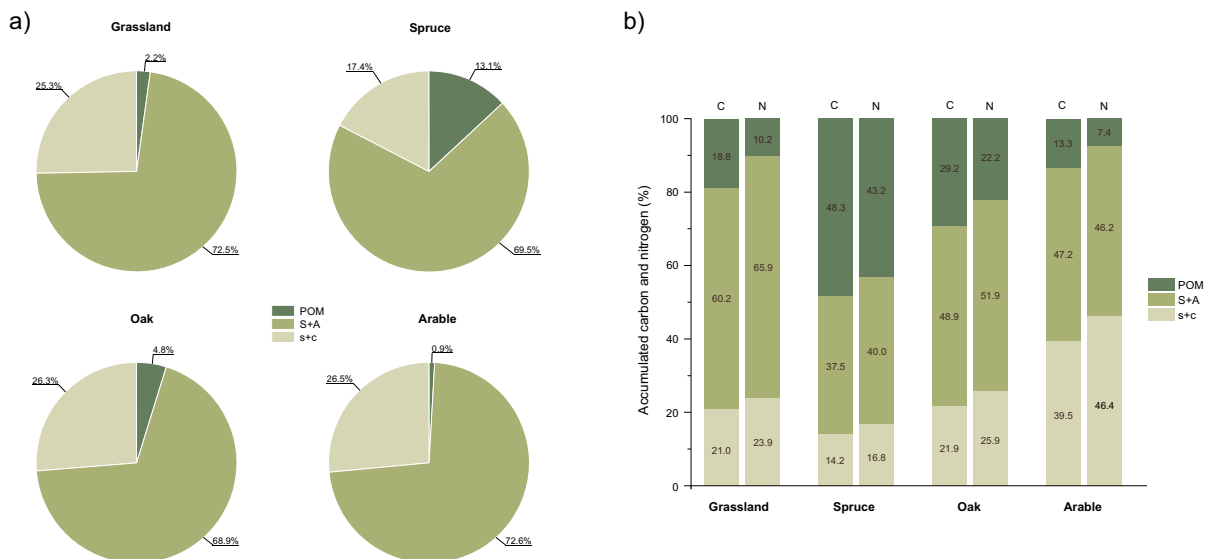 a)
Grassland
2.2%
25.3%
72.5%
Spruce
17.4%
13.1%
69.5%
Oak
4.8%
26.3%
68.9%
POM
S+A
s+c
Arable
0.9%
26.5%
72.6%
b)
Accumulated carbon and nitrogen (%)
C N C N C N C N
100
80
60
40
20
0
18.8 10.2 48.3 43.2 29.2 22.2 13.3 7.4
60.2 65.9 37.5 40.0 48.9 51.9 47.2 46.2
21.0 23.9 14.2 16.8 21.9 25.9 39.5 46.4
Grassland Spruce Oak Arable
POM
S+A
s+c